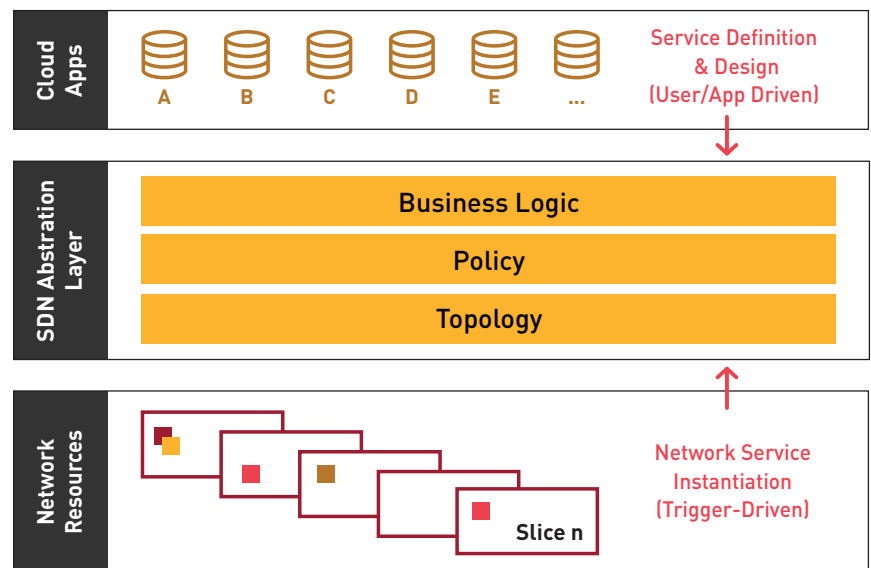 Cloud
Apps
A
B
C
D
E
...
Service Definition
& Design
(User/App Driven)
SDN Abstration
Layer
Business Logic
Policy
Topology
Network
Resources
Slice n
Network Service
Instantiation
(Trigger-Driven)